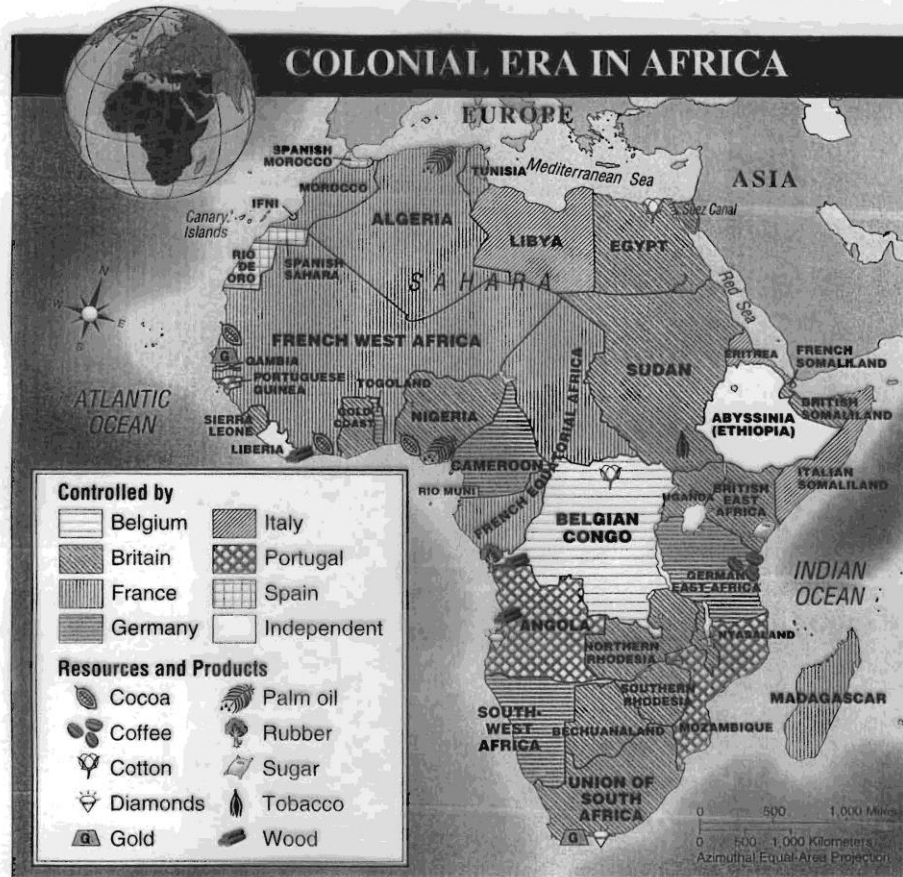 COLONIAL ERA IN AFRICA
EUROPE
ASIA
SPANISH
MOROCCO
MOROCCO
TUNISIA
Mediterranean Sea
IFNI
Canary
Islands
ALGERIA
LIBYA
EGYPT
Suez Canal
RIO
DE
ORO
SPANISH
SAHARA
SAHARA
Red Sea
N
W
E
S
FRENCH WEST AFRICA
G
GAMBIA
PORTUGUESE
GUINEA
TOGOLAND
SUDAN
ERITREA
FRENCH
SOMALILAND
ATLANTIC
OCEAN
SIERRA
LEONE
GOLD
COAST
NIGERIA
FRENCH EQUATORIAL AFRICA
ABYSSINIA
(ETHIOPIA)
BRITISH
SOMALILAND
LIBERIA
CAMEROON
RIO MUNI
UGANDA
BRITISH
EAST
AFRICA
ITALIAN
SOMALILAND
BELGIAN
CONGO
GERMAN
EAST AFRICA
INDIAN
OCEAN
ANGOLA
NORTHERN
RHODESIA
NYASALAND
SOUTHERN
RHODESIA
MADAGASCAR
SOUTH-
WEST
AFRICA
BECHUANALAND
MOZAMBIQUE
UNION OF
SOUTH
AFRICA
G
Controlled by
Belgium Italy
Britain Portugal
France Spain
Germany Independent
Resources and Products
Cocoa Palm oil
Coffee Rubber
Cotton Sugar
Diamonds Tobacco
G Gold Wood
0 500 1,000 Miles
0 500 1,000 Kilometers
Azimuthal Equal-Area Projection